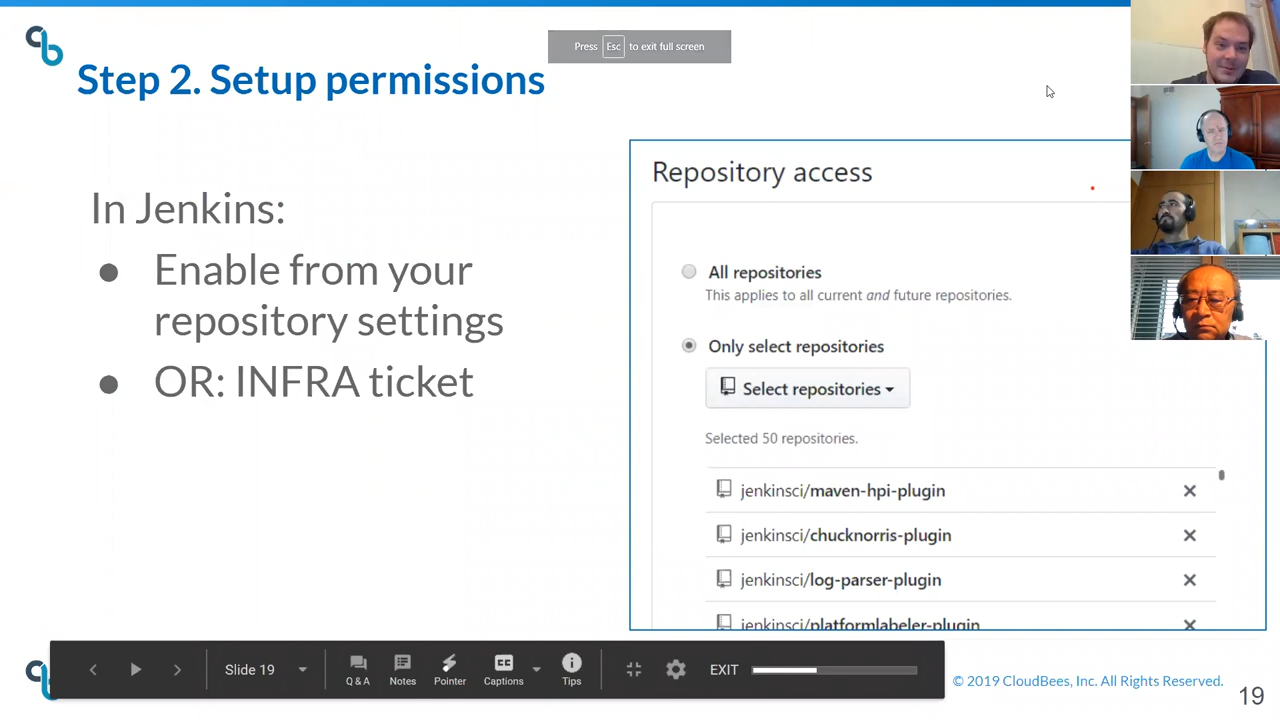 Press Esc to exit full screen
Step 2. Setup permissions
In Jenkins:
● Enable from your
repository settings
● OR: INFRA ticket
Repository access
All repositories
This applies to all current and future repositories.
Only select repositories
Select repositories
Selected 50 repositories.
jenkinsci/maven-hpi-plugin
jenkinsci/chucknorris-plugin
jenkinsci/log-parser-plugin
jenkinsci/platformlabeler-plugin
Slide 19
Q & A
Notes
Pointer
CC
Captions
Tips
EXIT
© 2019 CloudBees, Inc. All Rights Reserved.
19